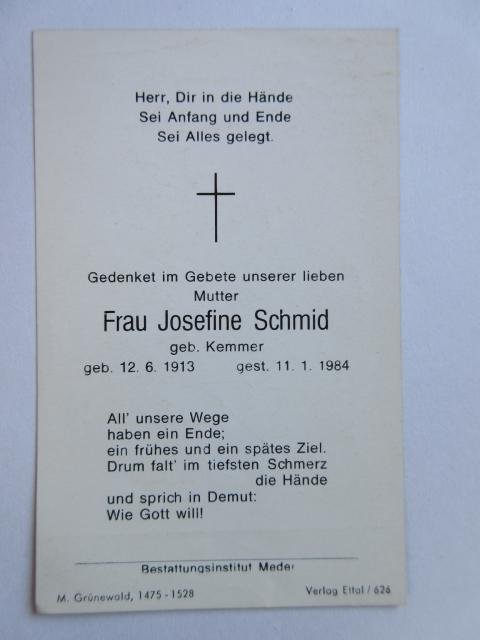 Herr, Dir in die Hände
Sei Anfang und Ende
Sei Alles gelegt.
Gedenket im Gebete unserer lieben
Mutter
Frau Josefine Schmid
geb. Kemmer
geb. 12. 6. 1913 gest. 11. 1. 1984
All' unsere Wege
haben ein Ende;
ein frühes und ein spätes Ziel.
Drum falt' im tiefsten Schmerz
die Hände
und sprich in Demut:
Wie Gott will!
Bestattungsinstitut Meder
M. Grünewald, 1475 - 1528 Verlag Ettal / 626